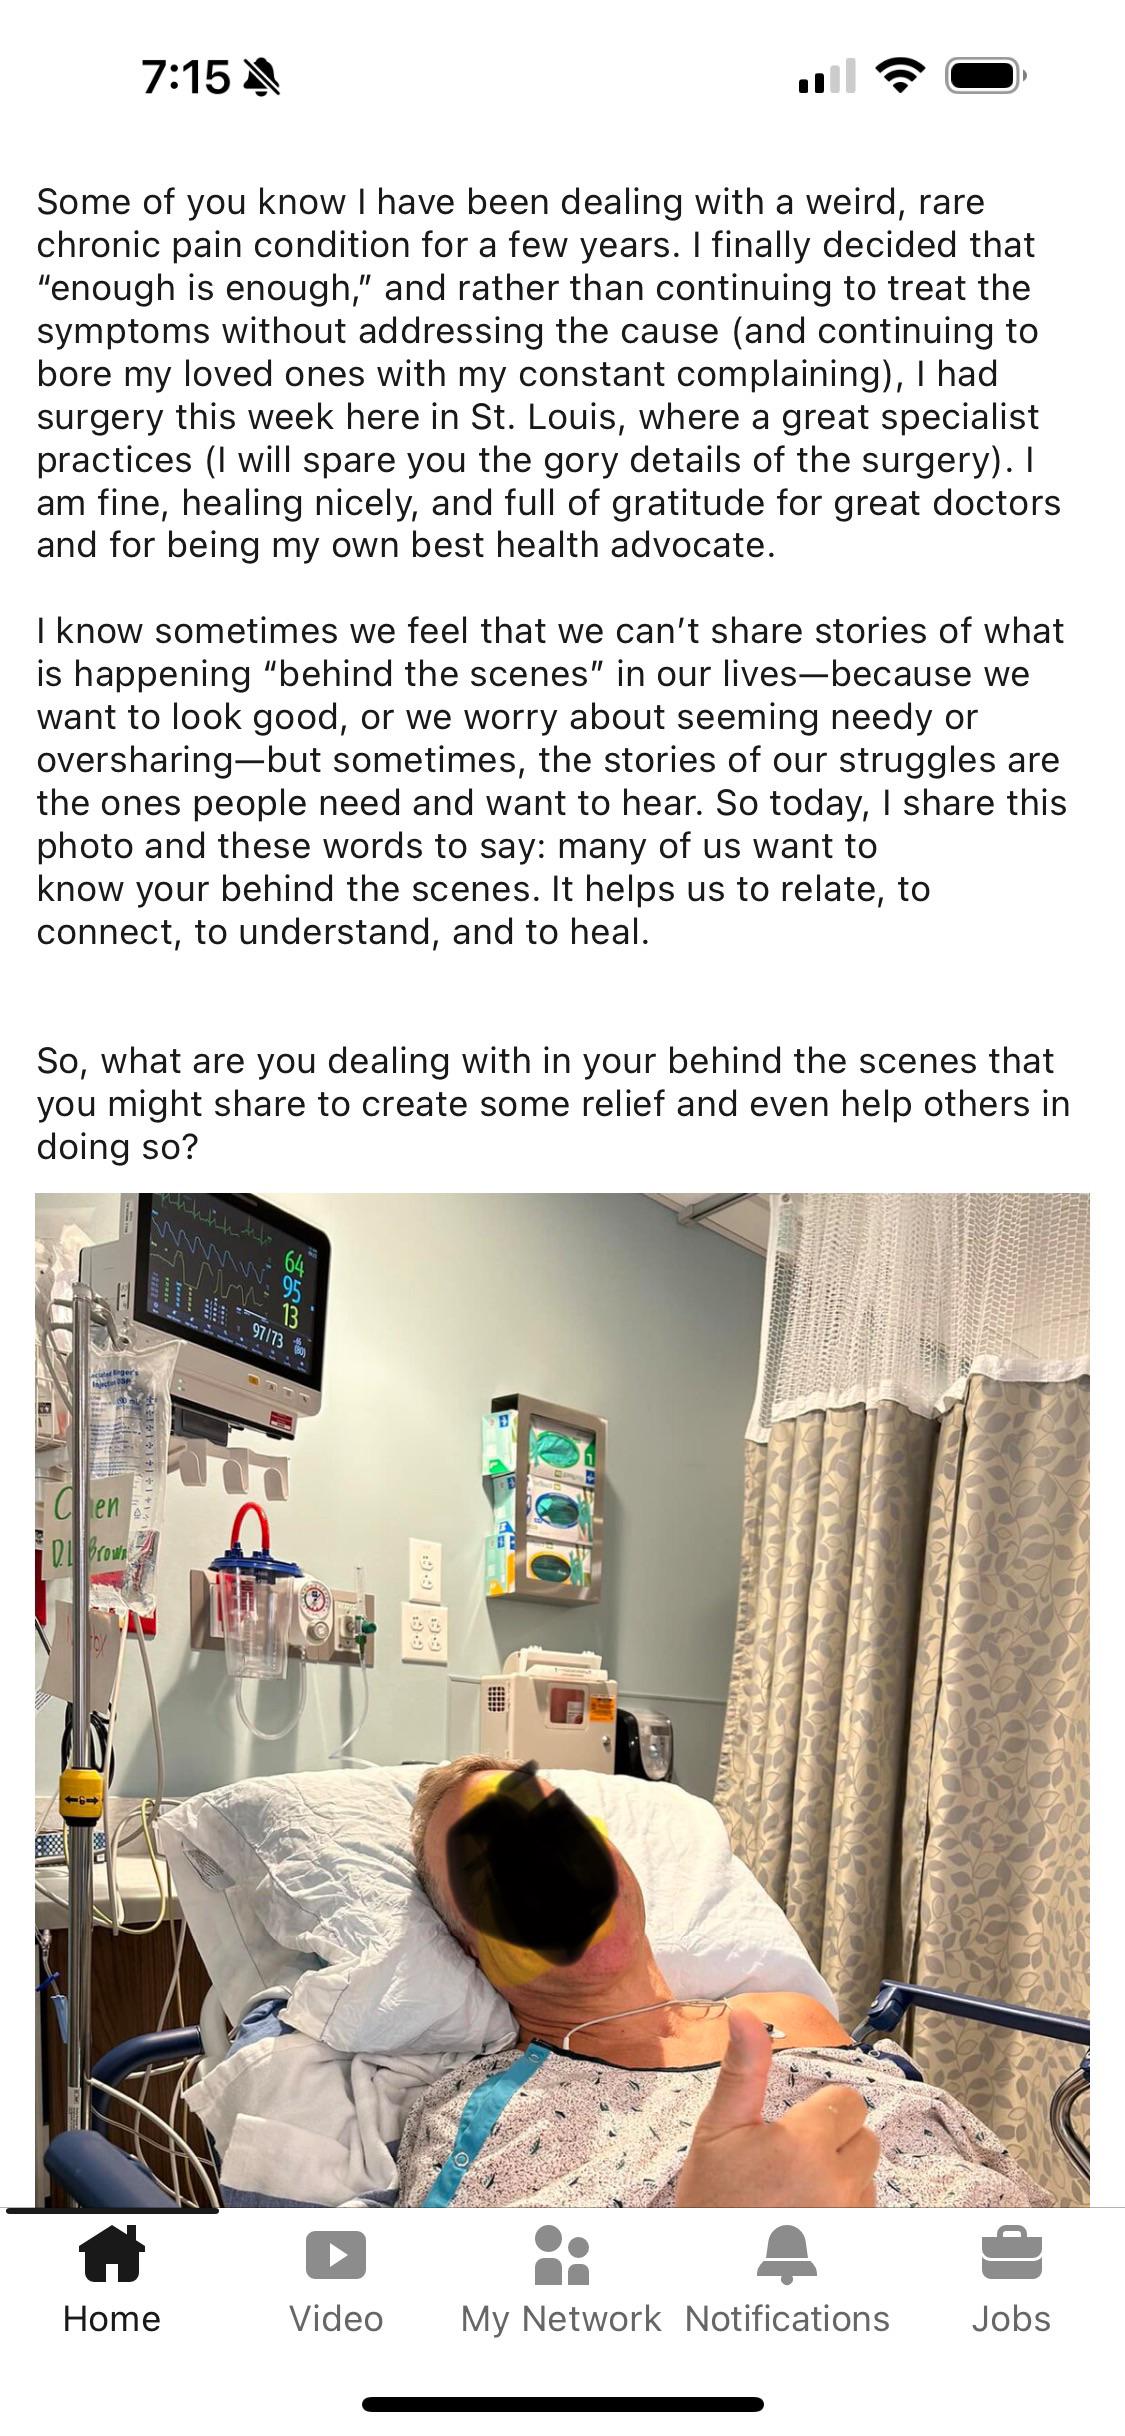 7:15
Some of you know I have been dealing with a weird, rare
chronic pain condition for a few years. I finally decided that
“enough is enough,” and rather than continuing to treat the
symptoms without addressing the cause (and continuing to
bore my loved ones with my constant complaining), I had
surgery this week here in St. Louis, where a great specialist
practices (I will spare you the gory details of the surgery). I
am fine, healing nicely, and full of gratitude for great doctors
and for being my own best health advocate.
I know sometimes we feel that we can’t share stories of what
is happening “behind the scenes” in our lives—because we
want to look good, or we worry about seeming needy or
oversharing—but sometimes, the stories of our struggles are
the ones people need and want to hear. So today, I share this
photo and these words to say: many of us want to
know your behind the scenes. It helps us to relate, to
connect, to understand, and to heal.
So, what are you dealing with in your behind the scenes that
you might share to create some relief and even help others in
doing so?
64
95
13
97/73
(80)
Brown
Home
Video
My Network
Notifications
Jobs